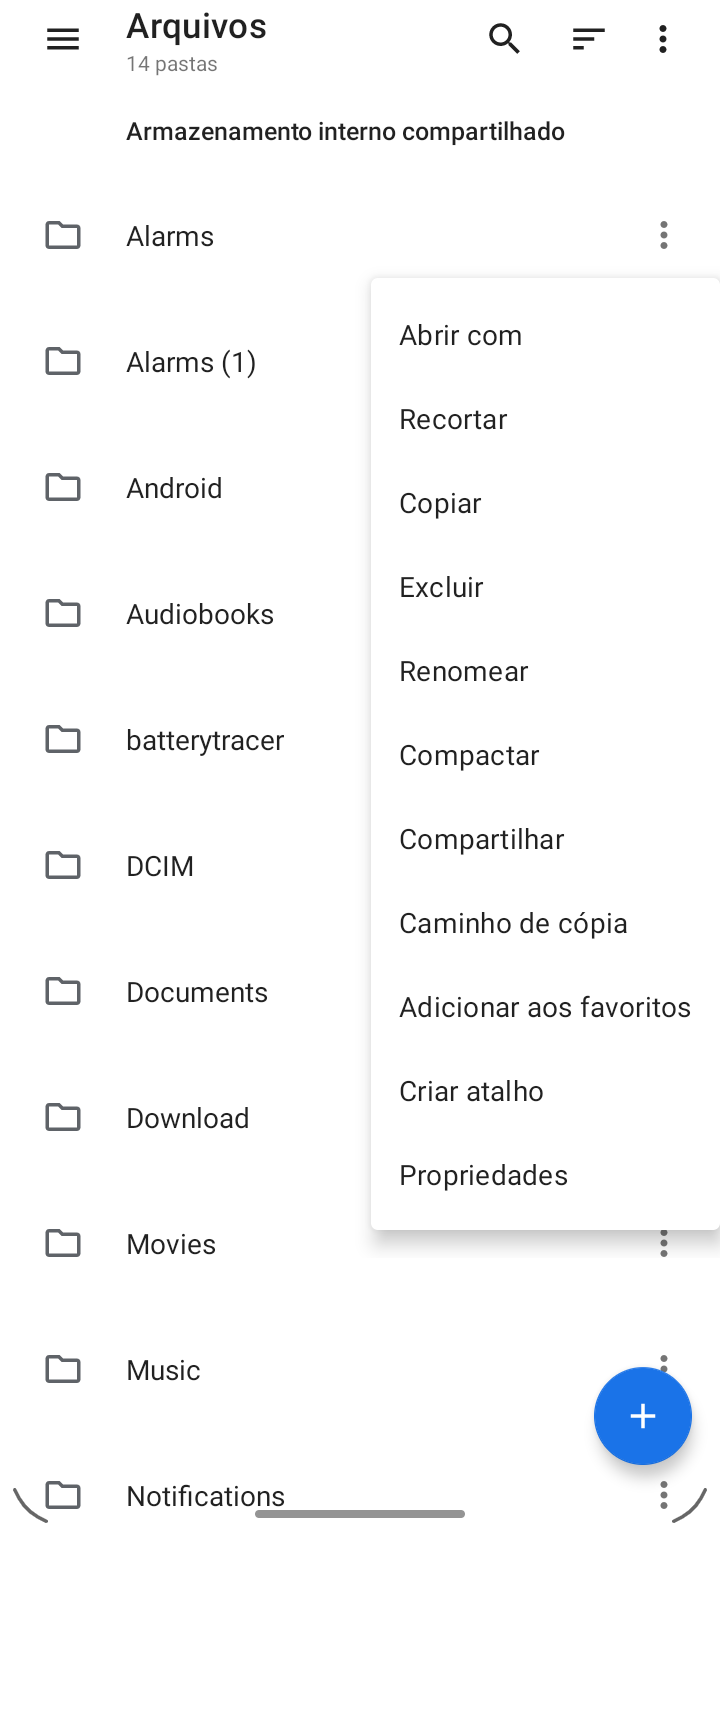 Arquivos
14 pastas
Armazenamento interno compartilhado
Alarms
Alarms (1)
Android
Audiobooks
batterytracer
DCIM
Documents
Download
Movies
Music
Notifications
Abrir com
Recortar
Copiar
Excluir
Renomear
Compactar
Compartilhar
Caminho de cópia
Adicionar aos favoritos
Criar atalho
Propriedades